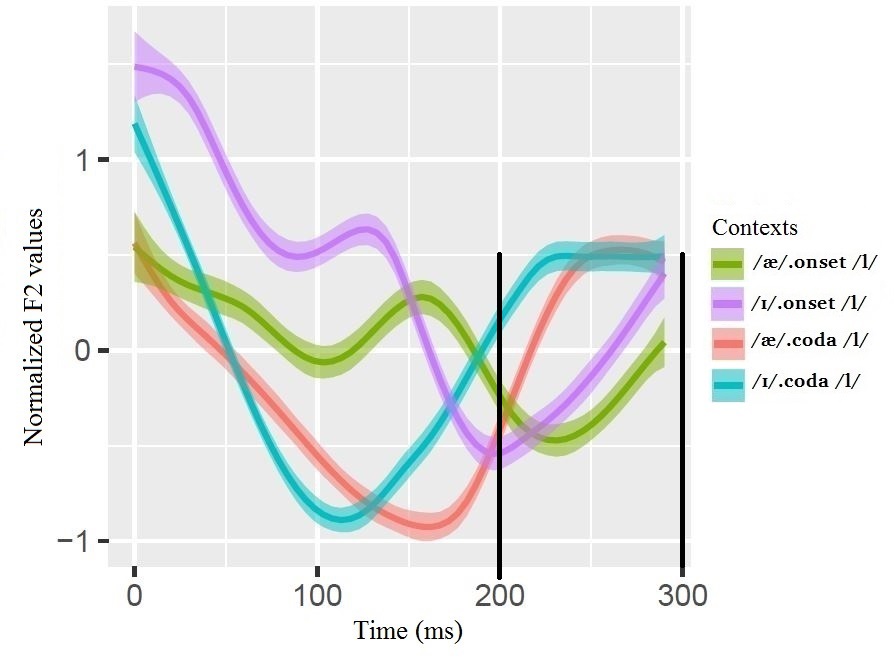 1
0
−1
Normalized F2 values
0 100 200 300
Time (ms)
Contexts
/æ/.onset /l/
/ɪ/.onset /l/
/æ/.coda /l/
/ɪ/.coda /l/